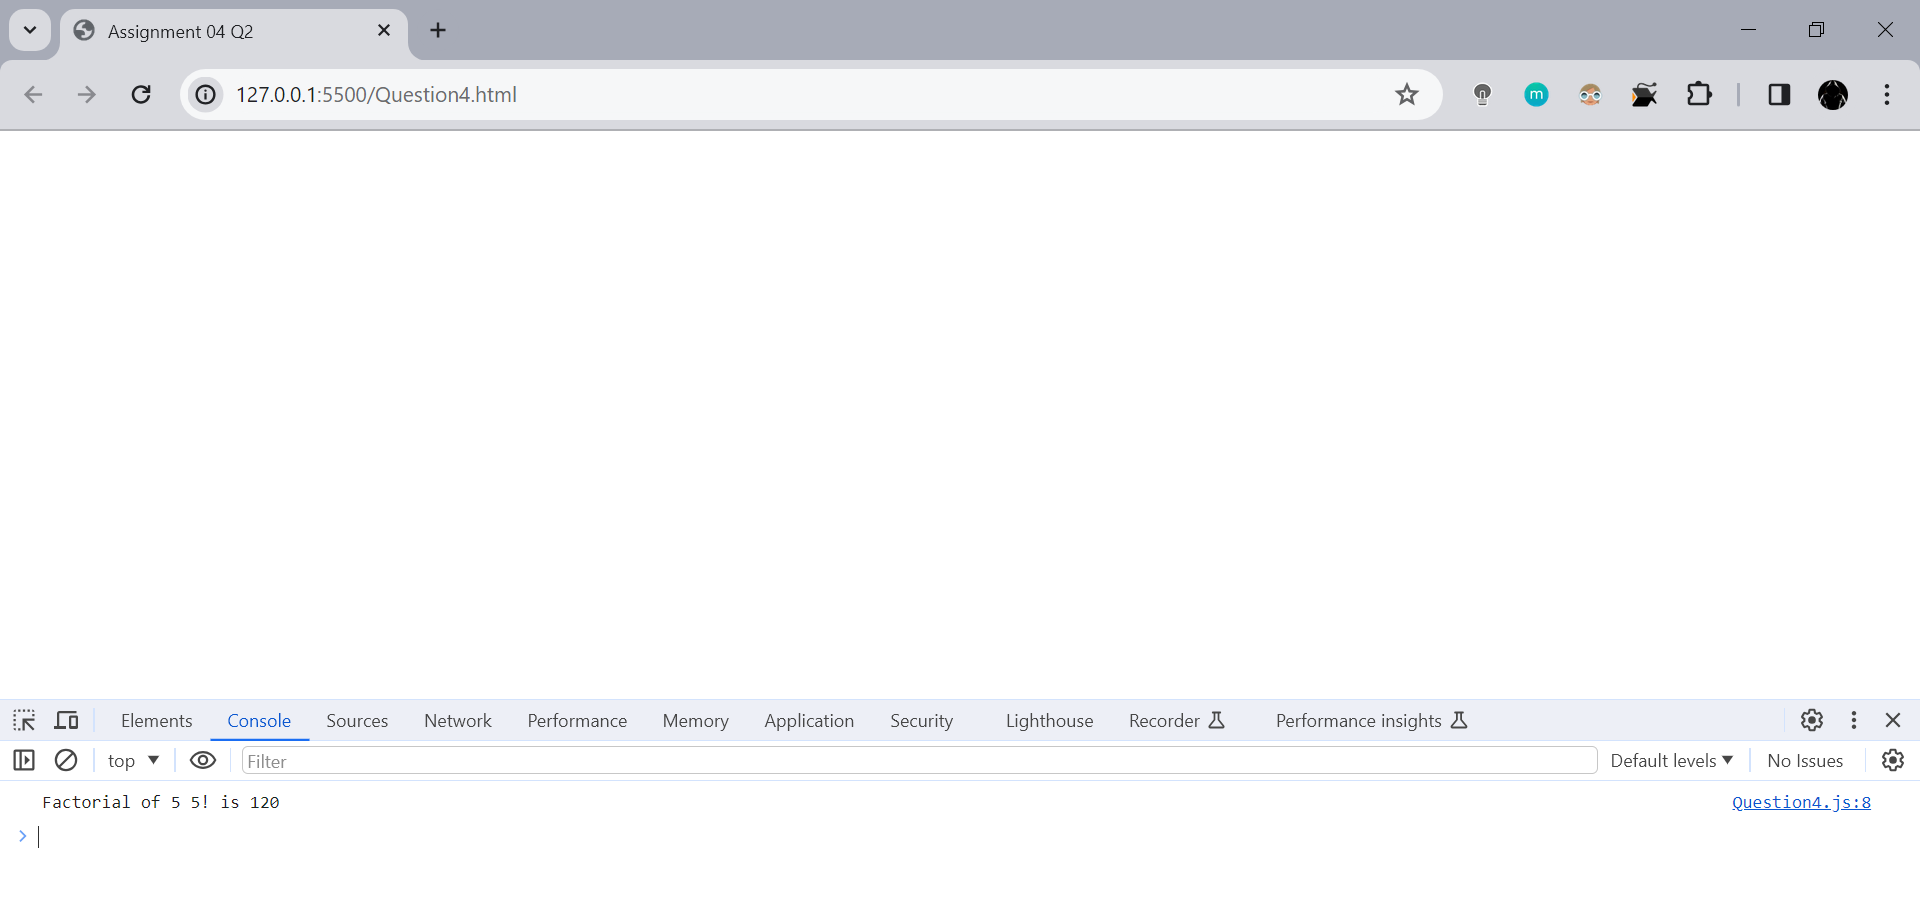 Assignment 04 Q2
127.0.0.1:5500/Question4.html
m
Elements Console Sources Network Performance Memory Application Security Lighthouse Recorder Performance insights
top Filter Default levels No Issues
Factorial of 5 5! is 120 Question4.js:8